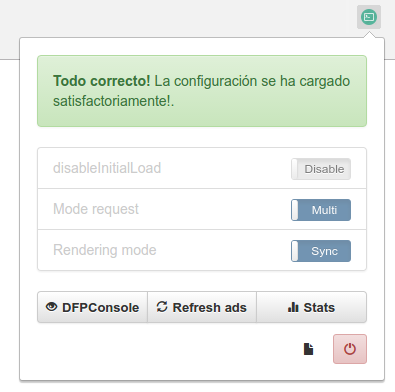 Todo correcto! La configuración se ha cargado
satisfactoriamente!.
disableInitialLoad Disable
Mode request Multi
Rendering mode Sync
DFPConsole Refresh ads Stats